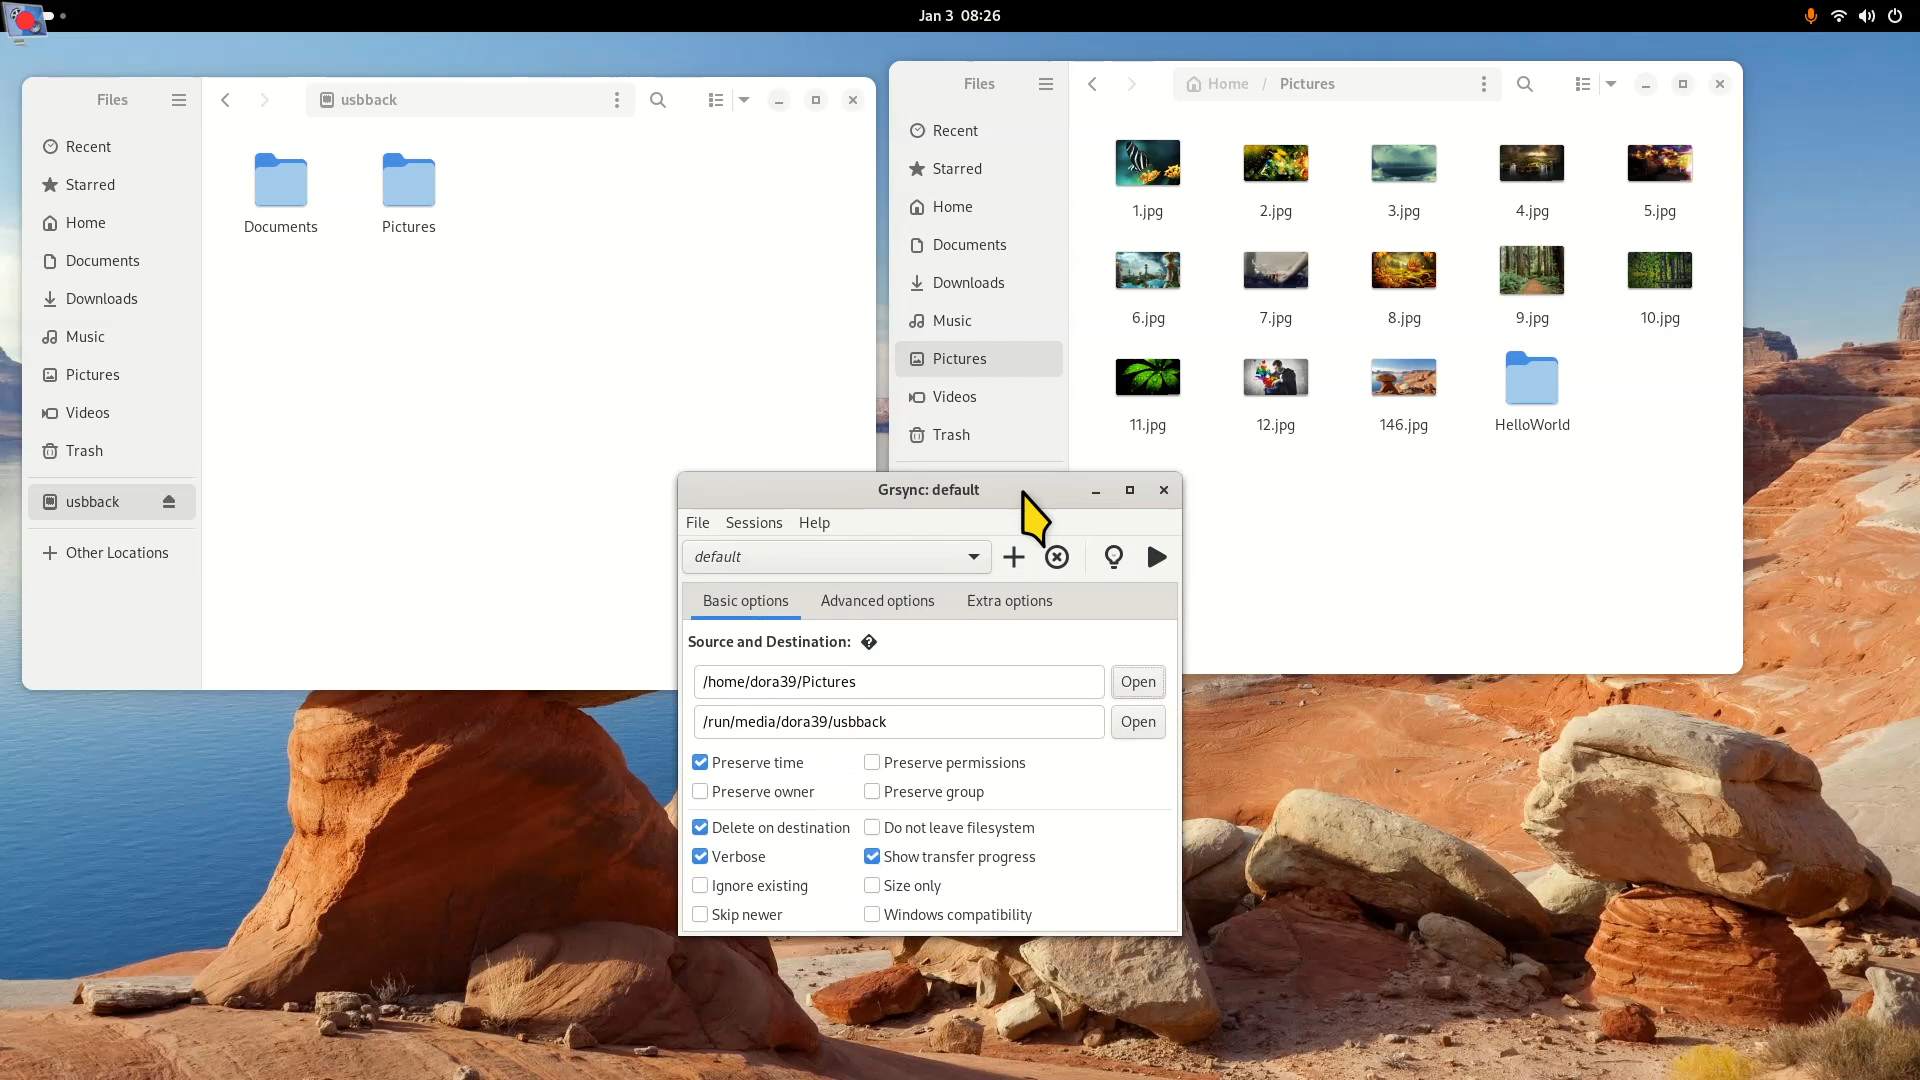 Jan 3 08:26
Files
usbback
Recent
Starred
Home
Documents
Downloads
Music
Pictures
Videos
Trash
usbback
Other Locations
Documents
Pictures
Files
Home / Pictures
Recent
Starred
Home
Documents
Downloads
Music
Pictures
Videos
Trash
1.jpg
2.jpg
3.jpg
4.jpg
5.jpg
6.jpg
7.jpg
8.jpg
9.jpg
10.jpg
11.jpg
12.jpg
146.jpg
HelloWorld
Grsync: default
File Sessions Help
default
Basic options Advanced options Extra options
Source and Destination:
/home/dora39/Pictures Open
/run/media/dora39/usbback Open
Preserve time Preserve permissions
Preserve owner Preserve group
Delete on destination Do not leave filesystem
Verbose Show transfer progress
Ignore existing Size only
Skip newer Windows compatibility